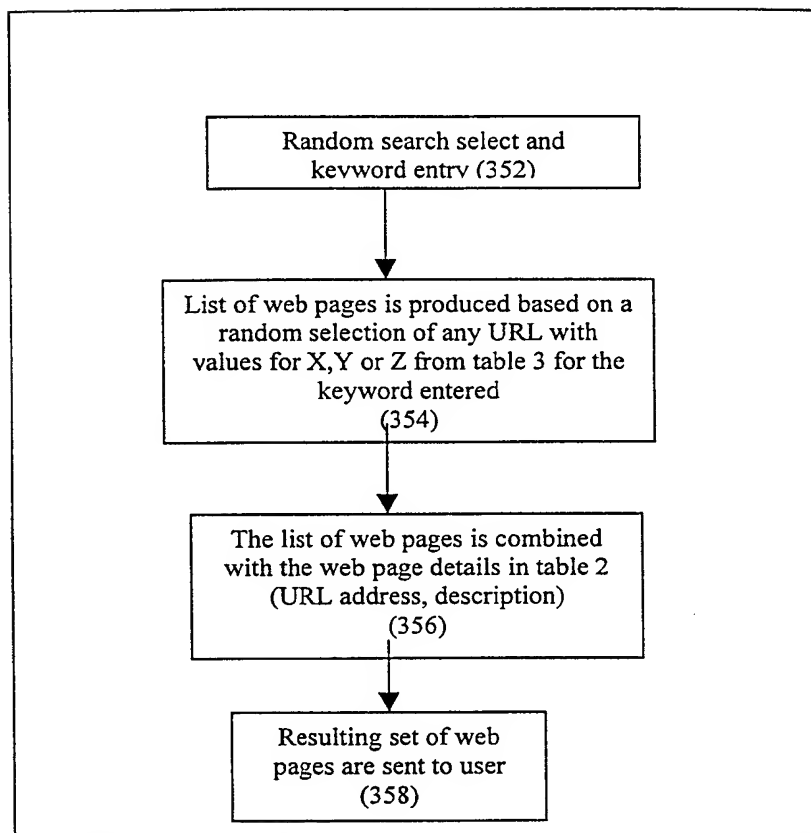 Random search select and
keyword entry (352)
List of web pages is produced based on a
random selection of any URL with
values for X,Y or Z from table 3 for the
keyword entered
(354)
The list of web pages is combined
with the web page details in table 2
(URL address, description)
(356)
Resulting set of web
pages are sent to user
(358)